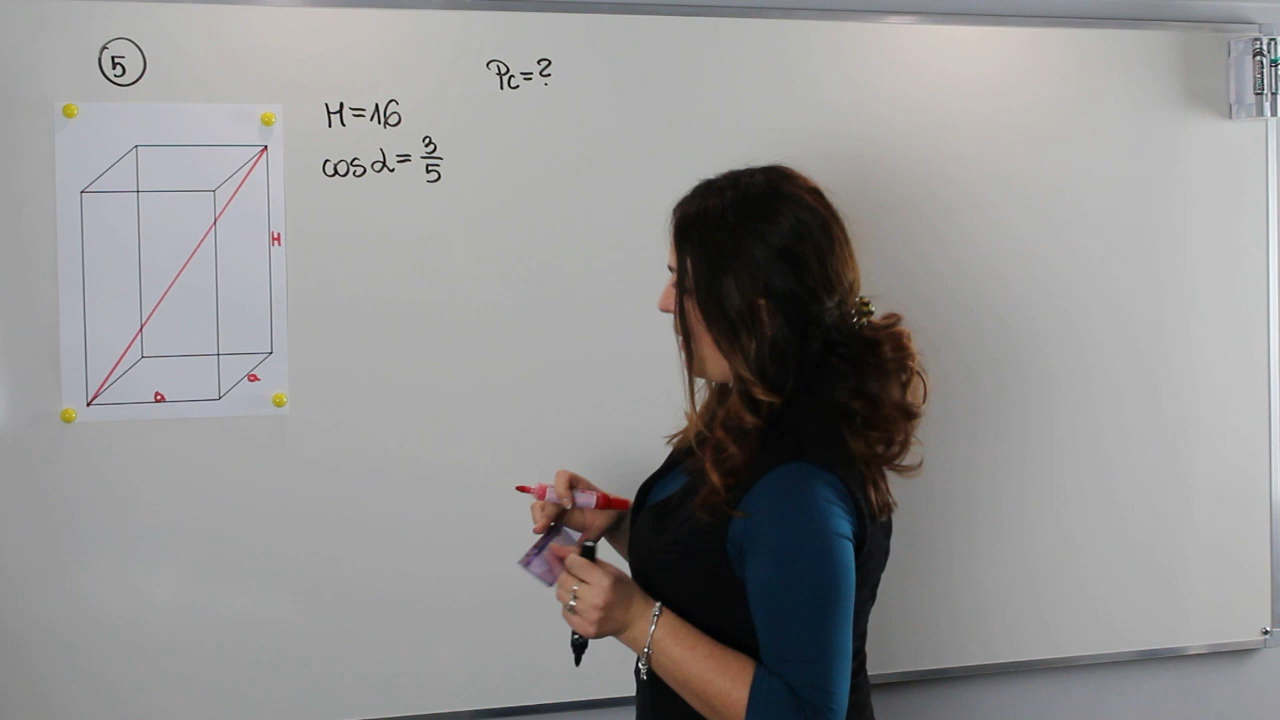 5
Pc=?
H=16
cos α=3/5
H
a
a